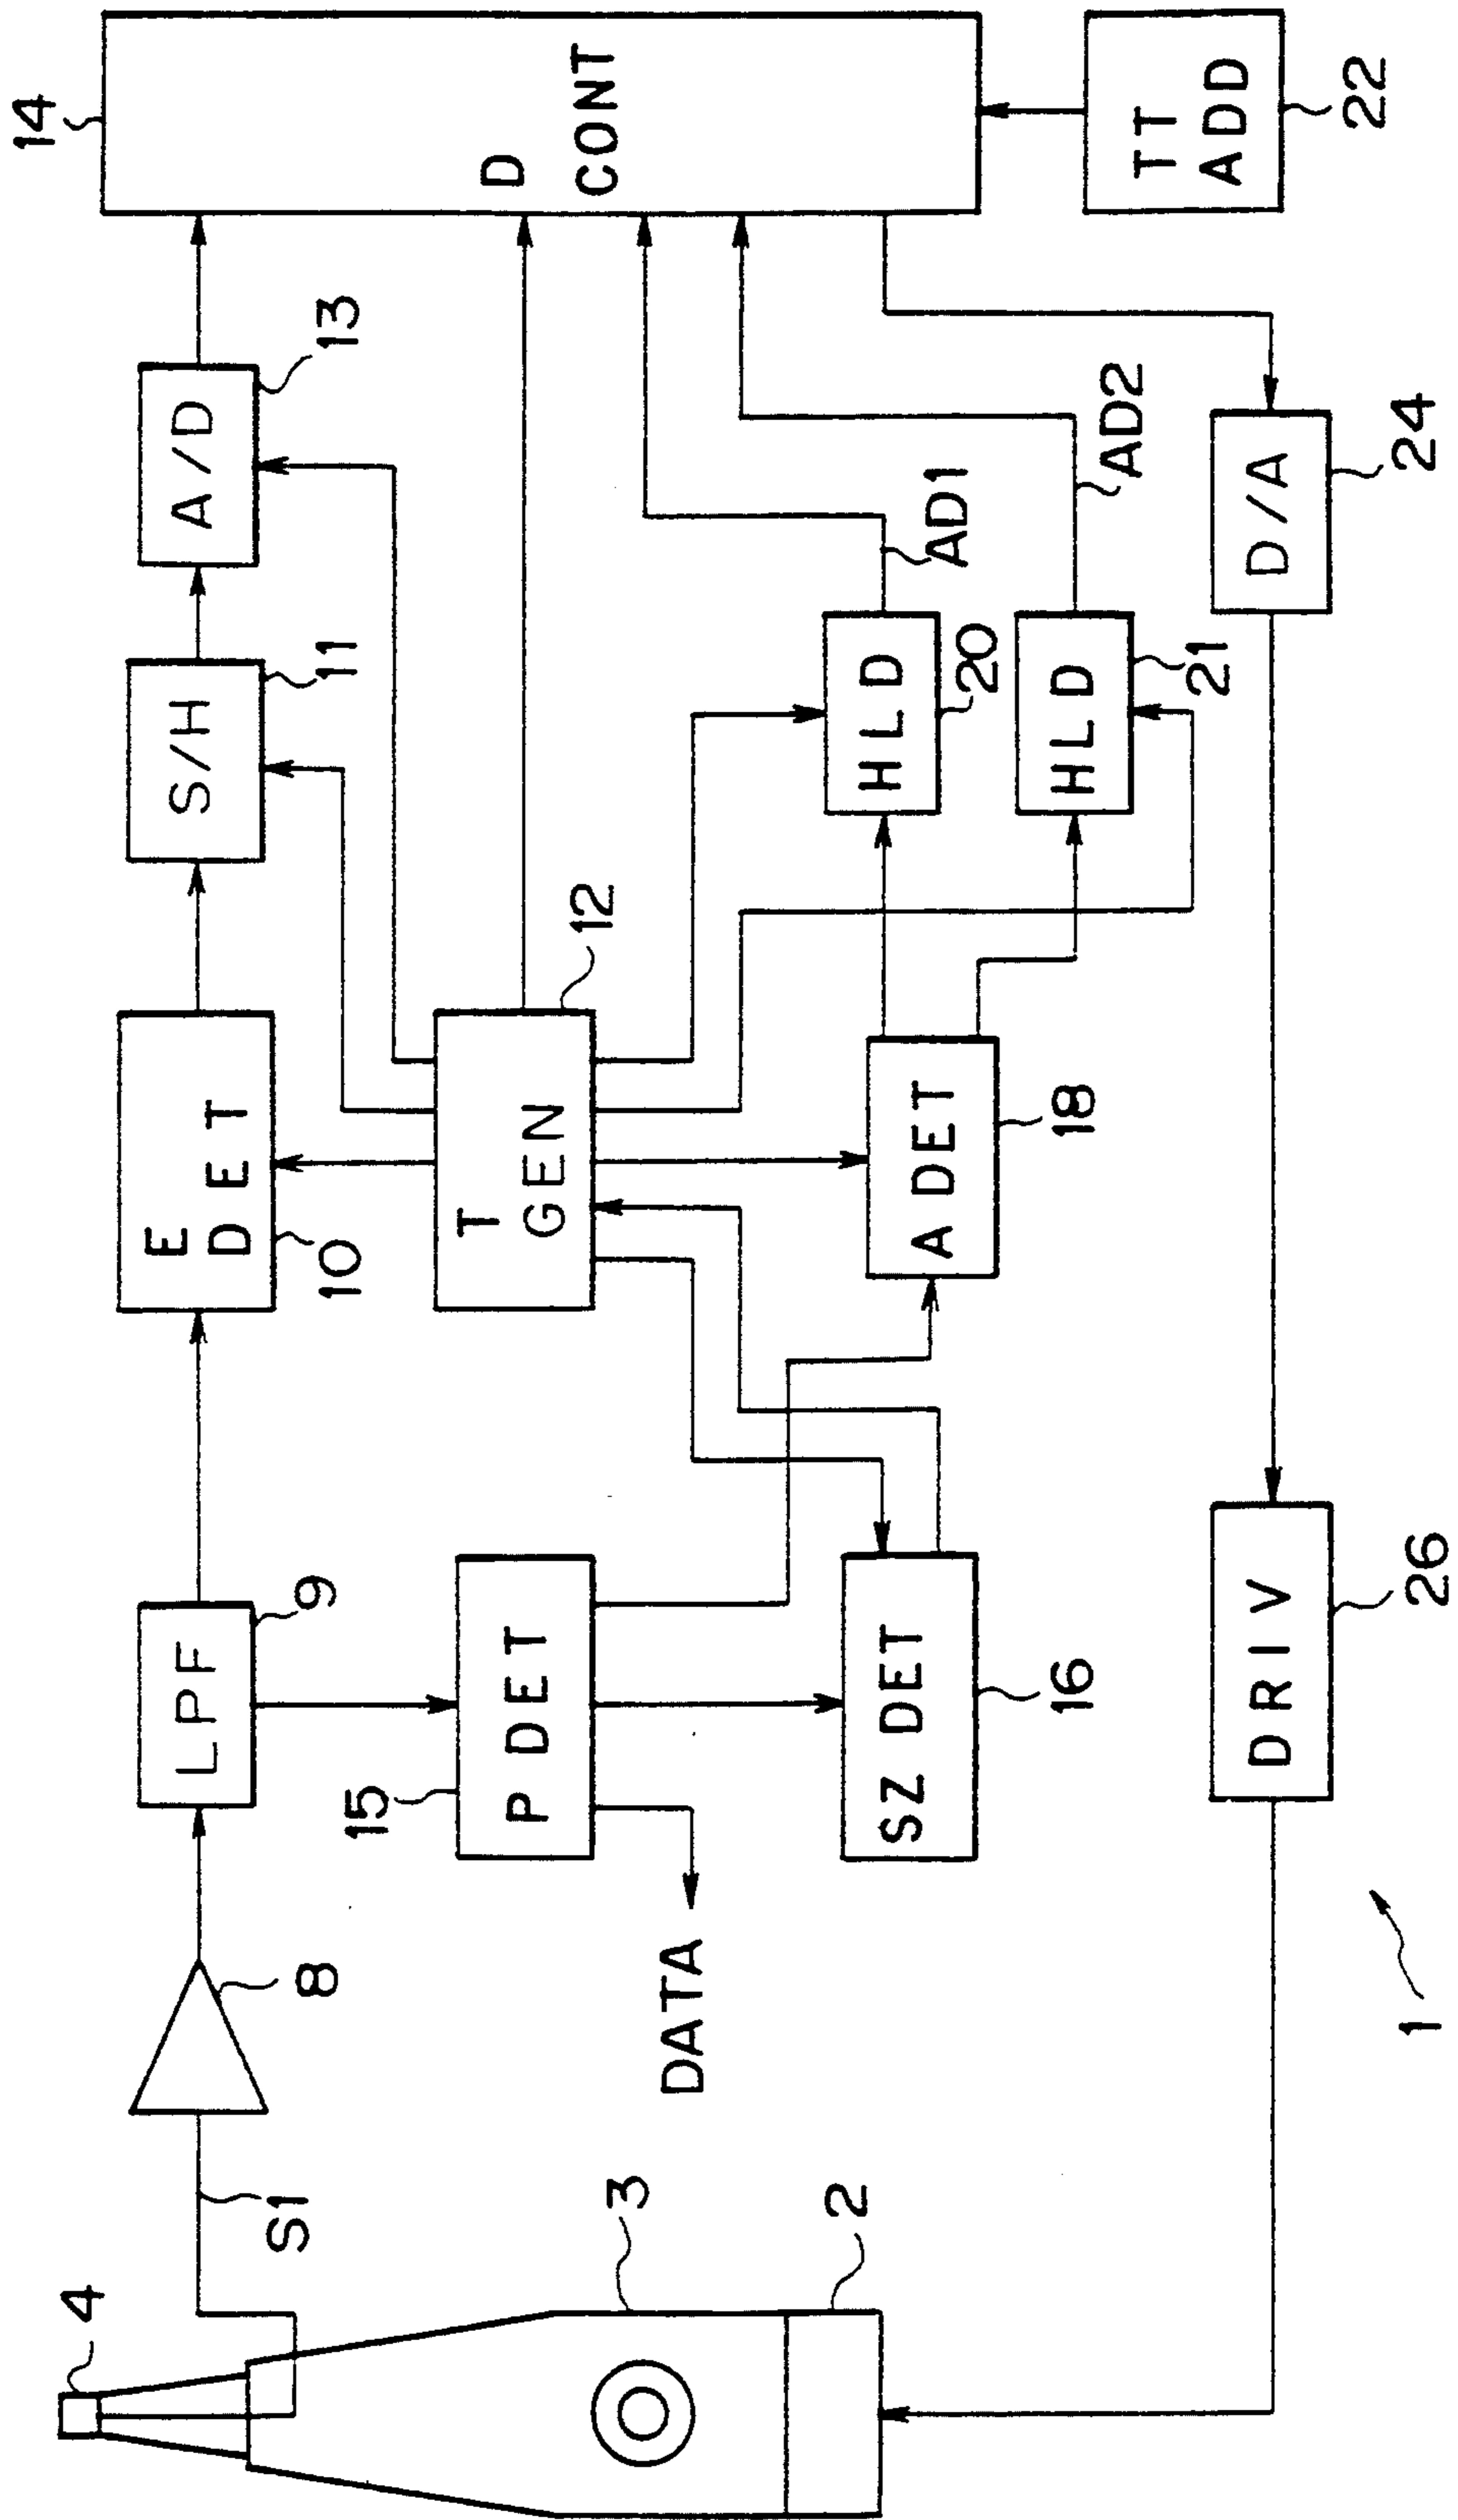 4
S1
8
LPF
9
E
DET
10
S/H
11
A/D
13
14
D
CONT
3
2
DATA
15
P DET
T
GEN
12
SZ DET
16
A DET
18
HLD
20
AD1
HLD
21
AD2
TT
ADD
22
1
DRIV
26
D/A
24